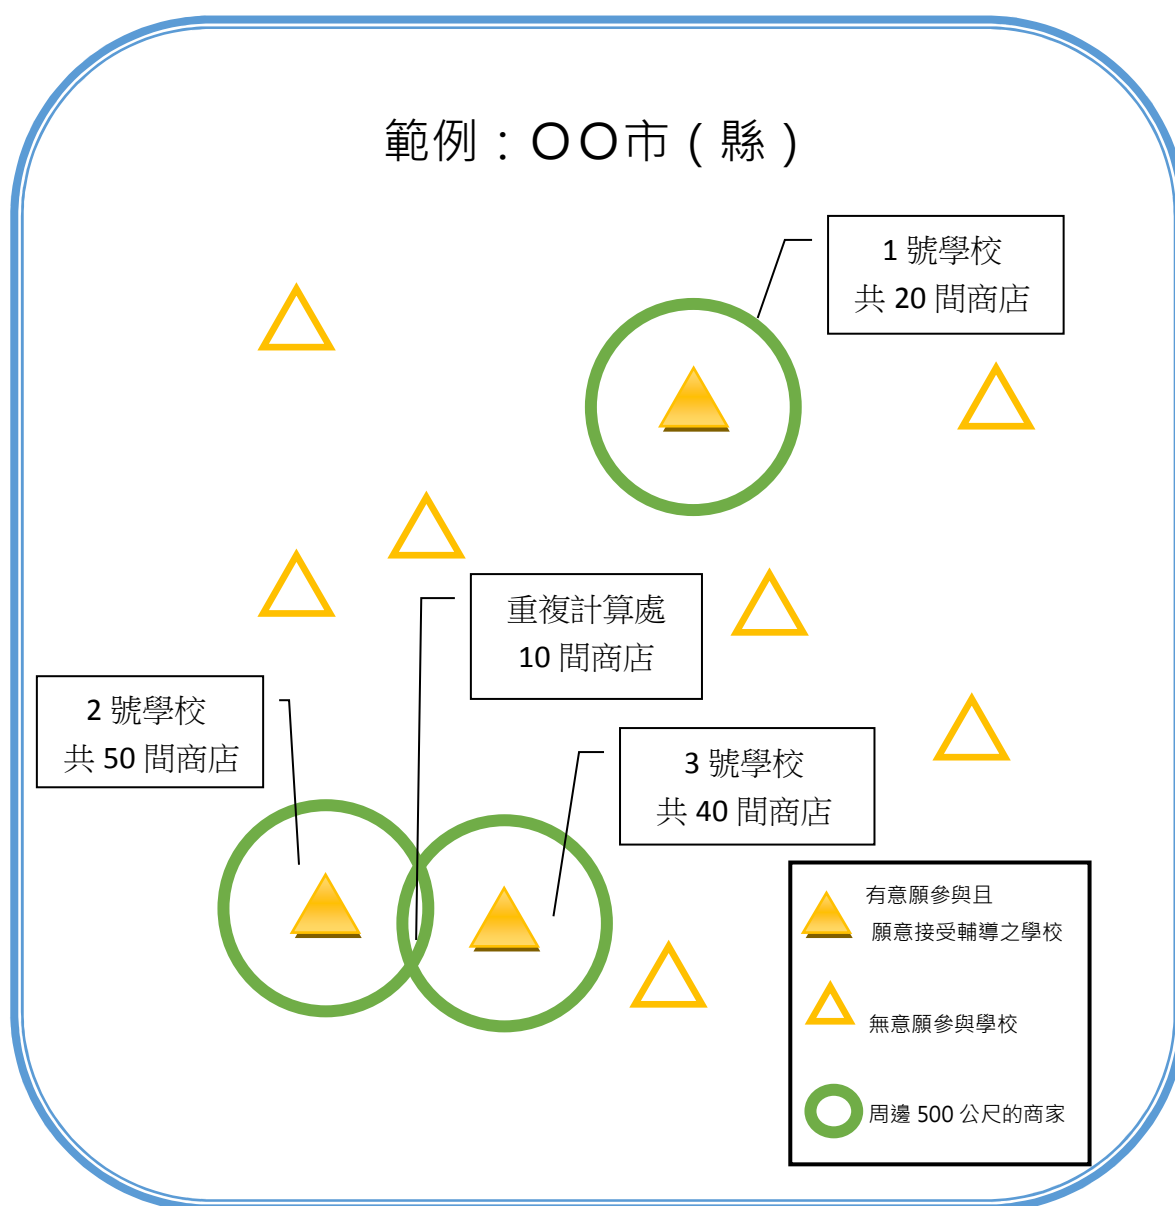 範例：〇〇市（縣）
1 號學校
共 20 間商店
重複計算處
10 間商店
2 號學校
共 50 間商店
3 號學校
共 40 間商店
有意願參與且
願意接受輔導之學校
無意願參與學校
周邊 500 公尺的商家